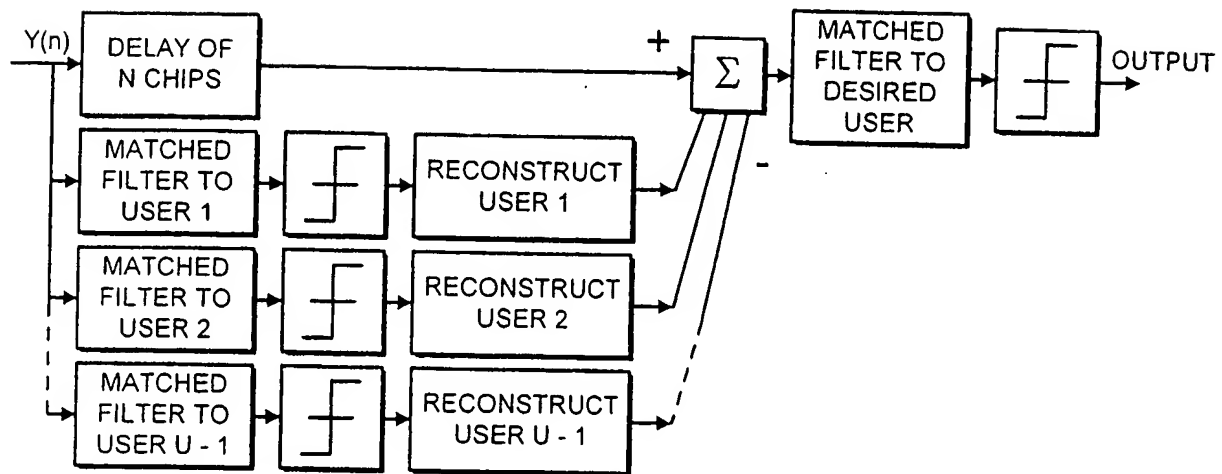 Y(n)
DELAY OF
N CHIPS
+
Σ
MATCHED
FILTER TO
DESIRED
USER
OUTPUT
-
MATCHED
FILTER TO
USER 1
RECONSTRUCT
USER 1
MATCHED
FILTER TO
USER 2
RECONSTRUCT
USER 2
MATCHED
FILTER TO
USER U - 1
RECONSTRUCT
USER U - 1